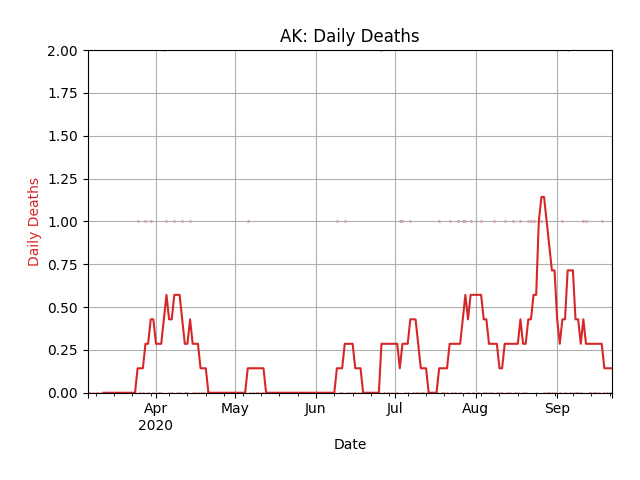 AK: Daily Deaths
2.00
1.75
1.50
1.25
1.00
0.75
0.50
0.25
0.00
Daily Deaths
Apr
2020
May
Jun
Jul
Aug
Sep
Date